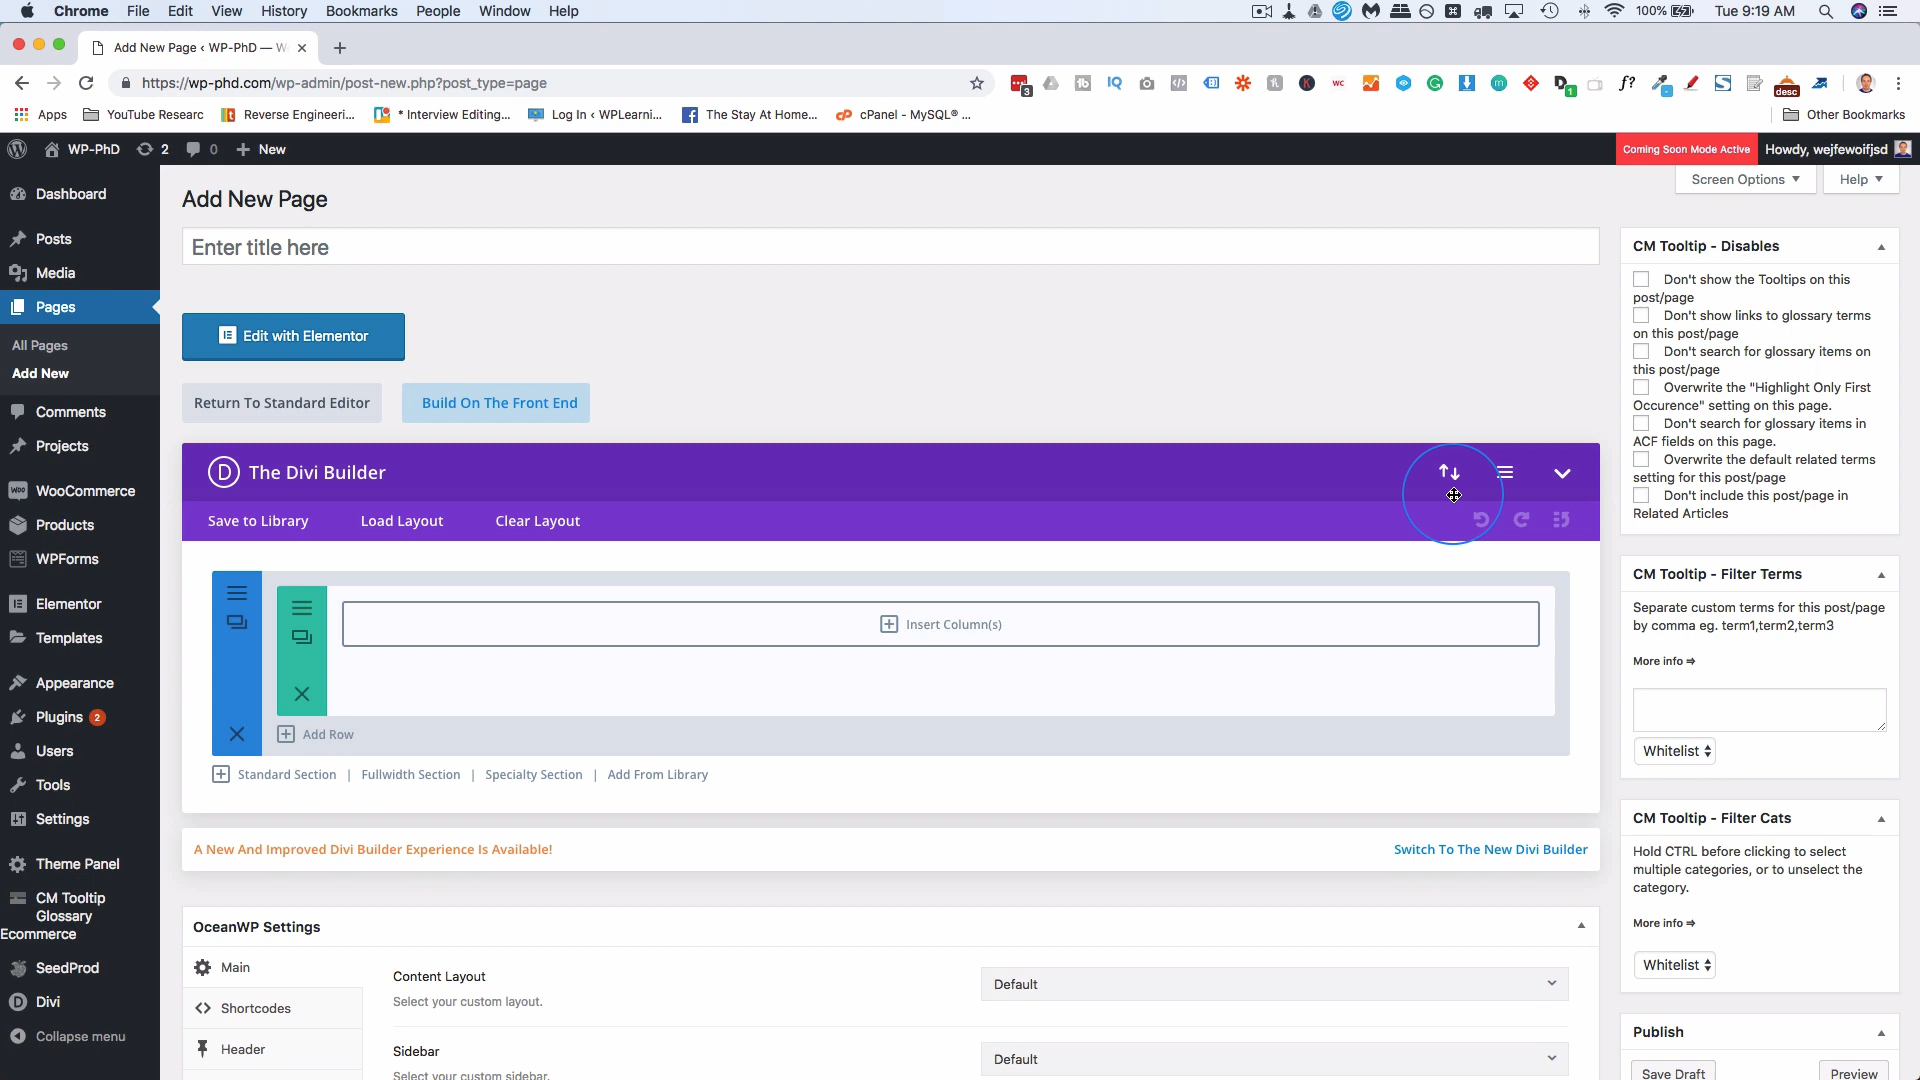 Chrome File Edit View History Bookmarks People Window Help
100% Tue 9:19 AM
Add New Page ‹ WP-PhD — W
https://wp-phd.com/wp-admin/post-new.php?post_type=page
3 IQ WC 1 f? desc
Apps YouTube Researc Reverse Engineeri... * Interview Editing... Log In ‹ WPLearni... The Stay At Home... cPanel - MySQL® ... Other Bookmarks
WP-PhD 2 0 New Coming Soon Mode Active Howdy, wejfewoifjsd
Screen Options Help
Dashboard
Posts
Media
Pages
All Pages
Add New
Comments
Projects
WooCommerce
Products
WPForms
Elementor
Templates
Appearance
Plugins 2
Users
Tools
Settings
Theme Panel
CM Tooltip
Glossary
Ecommerce
SeedProd
Divi
Collapse menu
Add New Page
Enter title here
Edit with Elementor
Return To Standard Editor Build On The Front End
D The Divi Builder
Save to Library Load Layout Clear Layout
Insert Column(s)
Add Row
Standard Section | Fullwidth Section | Specialty Section | Add From Library
A New And Improved Divi Builder Experience Is Available! Switch To The New Divi Builder
OceanWP Settings
Main
Shortcodes
Header
Content Layout
Select your custom layout.
Default
Sidebar
Select your custom sidebar.
Default
CM Tooltip - Disables
Don't show the Tooltips on this
post/page
Don't show links to glossary terms
on this post/page
Don't search for glossary items on
this post/page
Overwrite the "Highlight Only First
Occurence" setting on this page.
Don't search for glossary items in
ACF fields on this page.
Overwrite the default related terms
setting for this post/page
Don't include this post/page in
Related Articles
CM Tooltip - Filter Terms
Separate custom terms for this post/page
by comma eg. term1,term2,term3
More info ⇒
Whitelist
CM Tooltip - Filter Cats
Hold CTRL before clicking to select
multiple categories, or to unselect the
category.
More info ⇒
Whitelist
Publish
Save Draft Preview